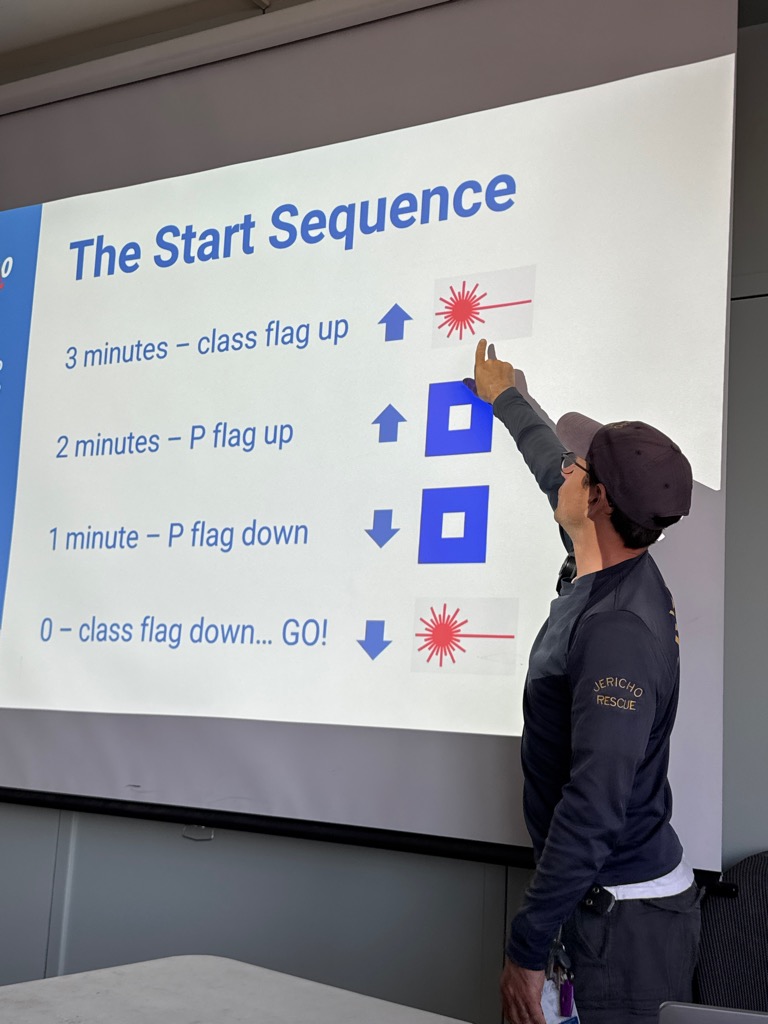 The Start Sequence
3 minutes – class flag up
2 minutes – P flag up
1 minute – P flag down
0 – class flag down... GO!
JERICHO
RESCUE